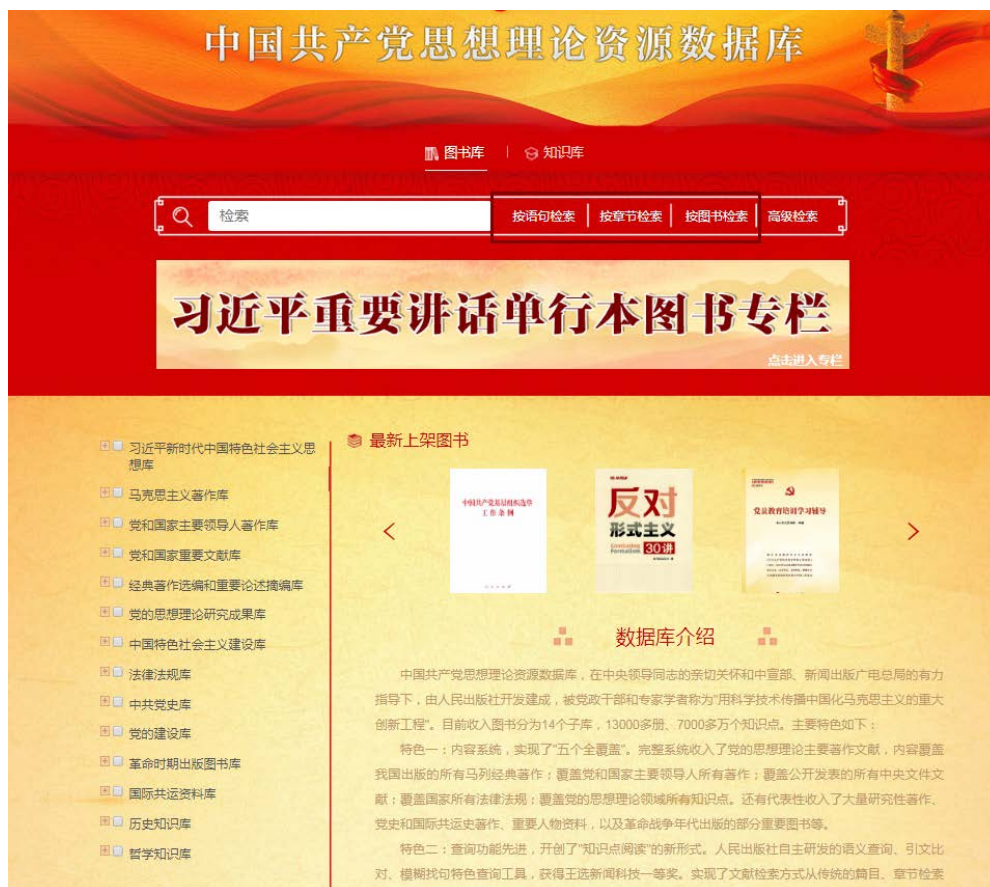 中国共产党思想理论资源数据库
图书库
知识库
检索
按语句检索
按章节检索
按图书检索
高级检索
习近平重要讲话单行本图书专栏
点击进入专栏
习近平新时代中国特色社会主义思
想库
马克思主义著作库
党和国家主要领导人著作库
党和国家重要文献库
经典著作选编和重要论述摘编库
党的思想理论研究成果库
中国特色社会主义建设库
法律法规库
中共党史库
党的建设库
革命时期出版图书库
国际共运资料库
历史知识库
哲学知识库
最新上架图书
中国共产党基层组织选举
工作条例
反对
形式主义
30讲
党员教育培训学习辅导
数据库介绍
中国共产党思想理论资源数据库，在中央领导同志的亲切关怀和中宣部、新闻出版广电总局的有力
指导下，由人民出版社开发建成，被党政干部和专家学者称为"用科学技术传播中国化马克思主义的重大
创新工程"。目前收入图书分为14个子库，13000多册、7000多万个知识点。主要特色如下：
特色一：内容系统，实现了"五个全覆盖"。完整系统收入了党的思想理论主要著作文献，内容覆盖
我国出版的所有马列经典著作；覆盖党和国家主要领导人所有著作；覆盖公开发表的所有中央文件文
献；覆盖国家所有法律法规；覆盖党的思想理论领域所有知识点。还有代表性收入了大量研究性著作、
党史和国际共运史著作、重要人物资料，以及革命战争年代出版的部分重要图书等。
特色二：查询功能先进，开创了"知识点阅读"的新形式。人民出版社自主研发的语义查询、引文比
对、模糊找句特色查询工具，获得王选新闻科技一等奖。实现了文献检索方式从传统的篇目、章节检索